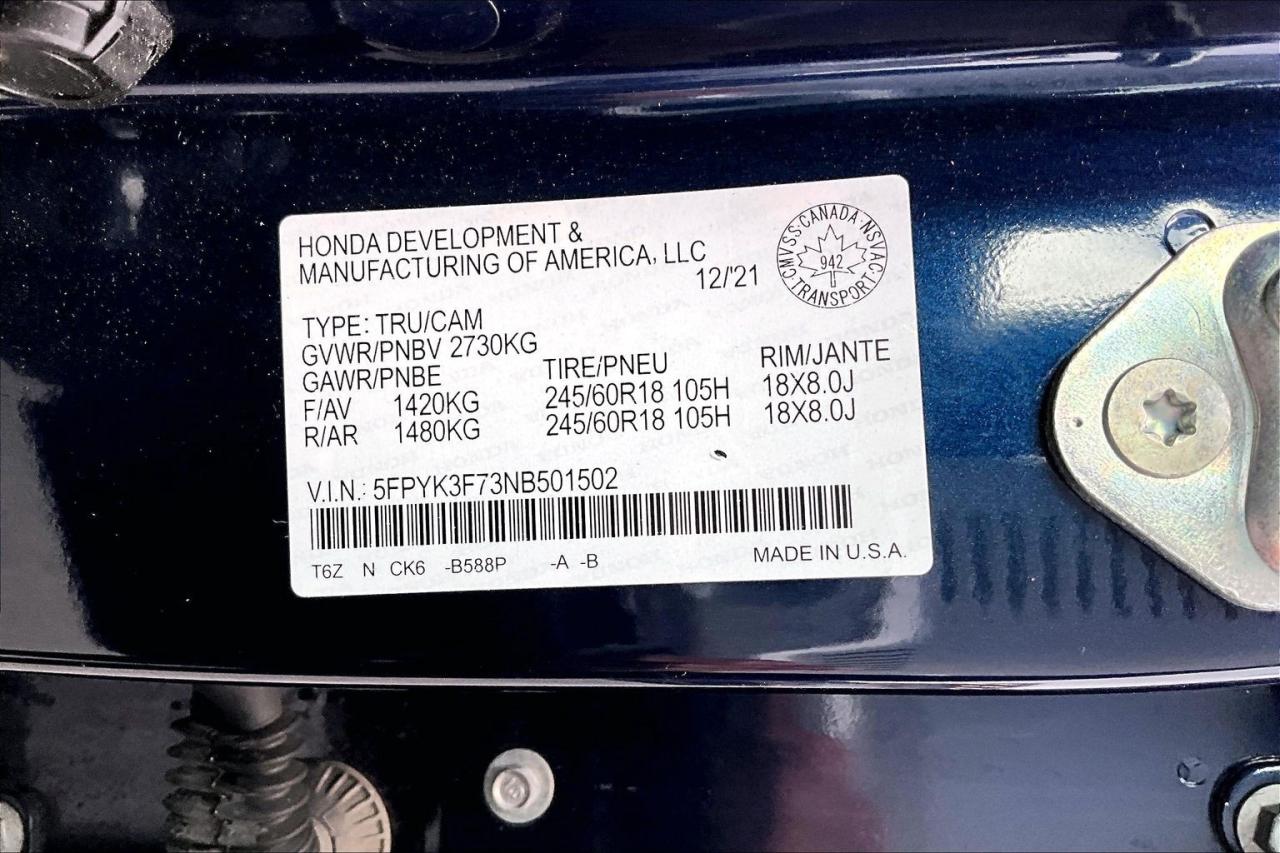 HONDA DEVELOPMENT &
MANUFACTURING OF AMERICA, LLC
12/'21
CMVSS·CANADA·NSVAC
942
·TRANSPORT·
TYPE: TRU/CAM
GVWR/PNBV 2730KG
GAWR/PNBE TIRE/PNEU RIM/JANTE
F/AV 1420KG 245/60R18 105H 18X8.0J
R/AR 1480KG 245/60R18 105H 18X8.0J
V.I.N.: 5FPYK3F73NB501502
T6Z N CK6 -B588P -A -B MADE IN U.S.A.